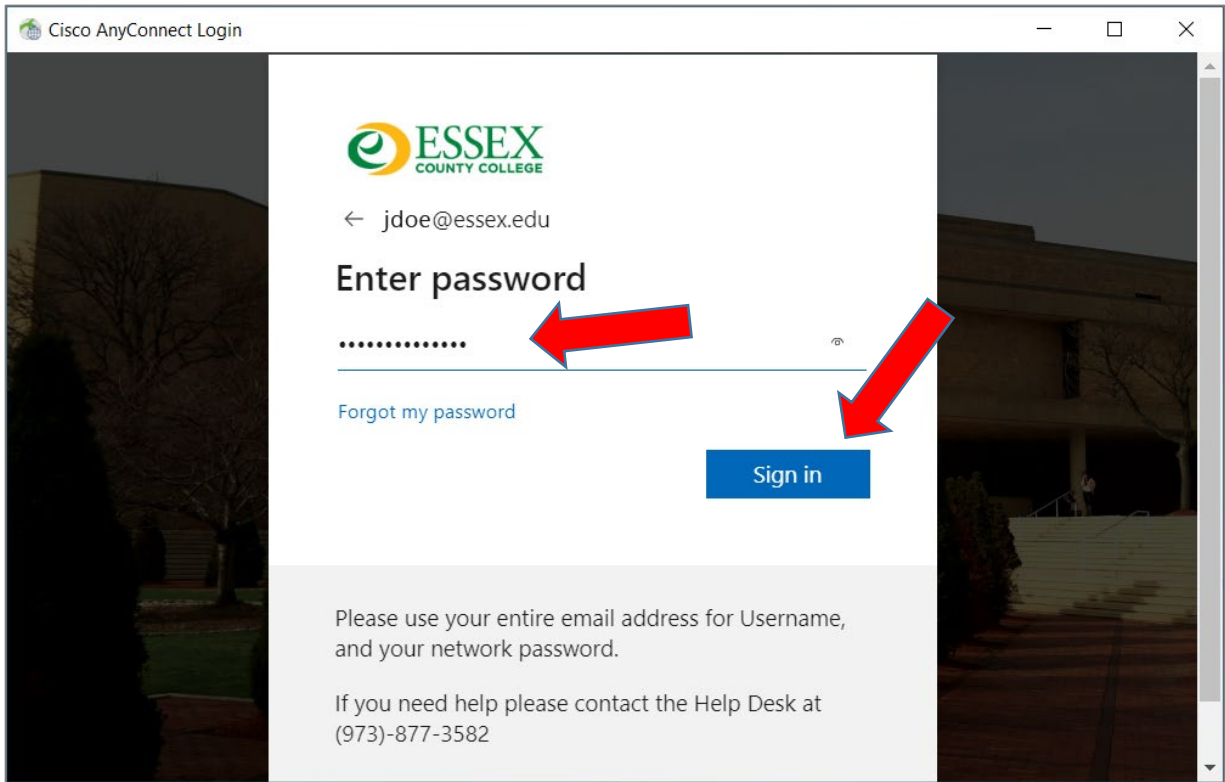 Cisco AnyConnect Login
ESSEX
COUNTY COLLEGE
jdoe@essex.edu
Enter password
••••••••••••••
Forgot my password
Sign in
Please use your entire email address for Username,
and your network password.
If you need help please contact the Help Desk at
(973)-877-3582